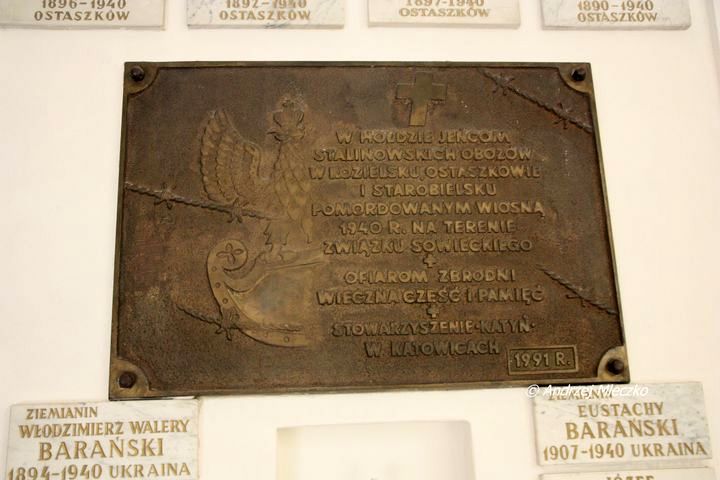 1896-1940
OSTASZKÓW
1892-1940
OSTASZKÓW
1897-1940
OSTASZKÓW
1890-1940
OSTASZKÓW
W HOŁDZIE JEŃCOM
STALINOWSKICH OBOZÓW
W KOZIELSKU, OSTASZKOWIE
I STAROBIELSKU
POMORDOWANYM WIOSNĄ
1940 R. NA TERENIE
ZWIĄZKU SOWIECKIEGO
OFIAROM ZBRODNI
WIECZNA CZEŚĆ I PAMIĘĆ
STOWARZYSZENIE·KATYŃ·
W KATOWICACH
1991 R.
© Andrzej Mleczko
ZIEMIANIN
WŁODZIMIERZ WALERY
BARAŃSKI
1894-1940 UKRAINA
ZIEMIANIN
EUSTACHY
BARAŃSKI
1907-1940 UKRAINA
JÓZEF